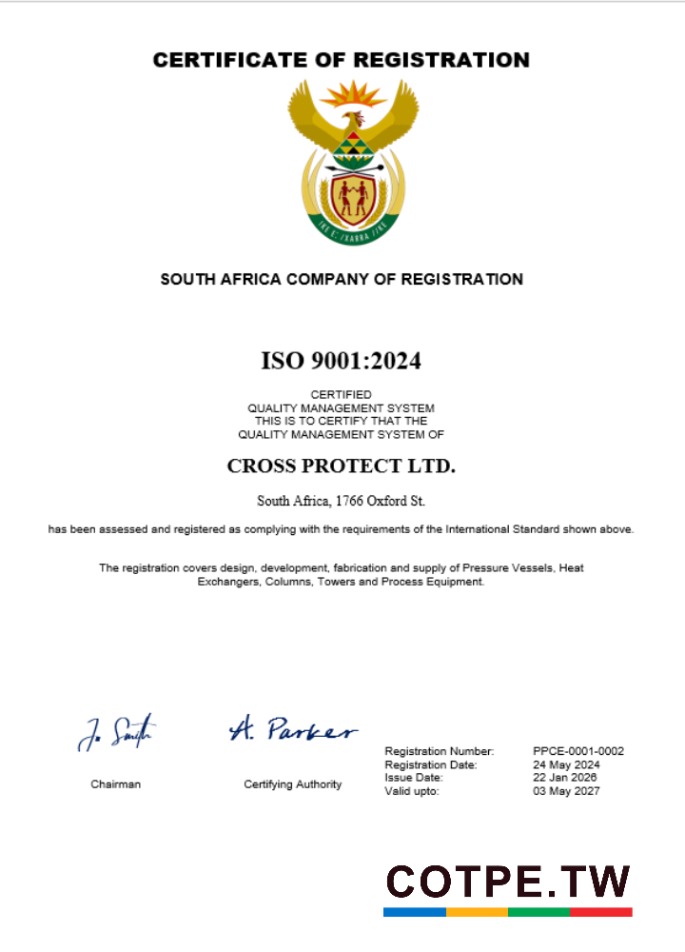 CERTIFICATE OF REGISTRATION
!KE E: /XARRA //KE
SOUTH AFRICA COMPANY OF REGISTRATION
ISO 9001:2024
CERTIFIED
QUALITY MANAGEMENT SYSTEM
THIS IS TO CERTIFY THAT THE
QUALITY MANAGEMENT SYSTEM OF
CROSS PROTECT LTD.
South Africa, 1766 Oxford St.
has been assessed and registered as complying with the requirements of the International Standard shown above.
The registration covers design, development, fabrication and supply of Pressure Vessels, Heat
Exchangers, Columns, Towers and Process Equipment.
Jo Smith
A. Parker
Chairman
Certifying Authority
Registration Number: PPCE-0001-0002
Registration Date: 24 May 2024
Issue Date: 22 Jan 2026
Valid upto: 03 May 2027
COTPE.TW